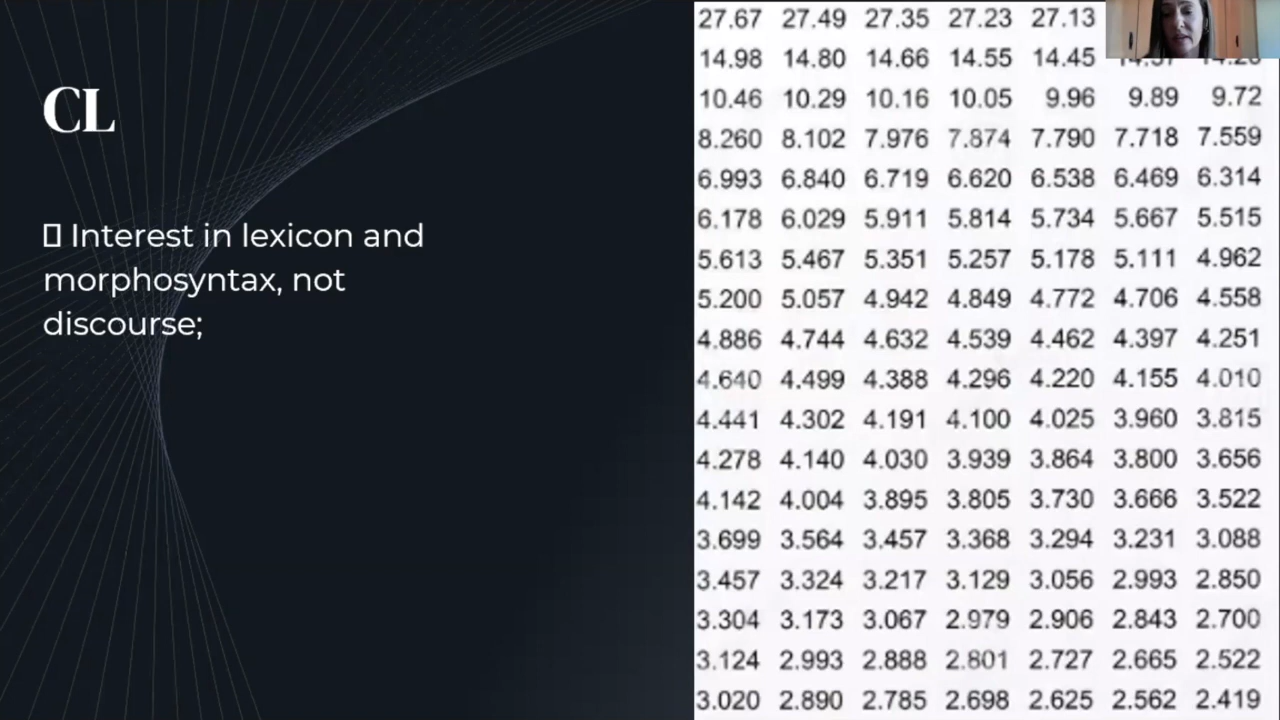 CL
▯ Interest in lexicon and
morphosyntax, not
discourse;
27.67 27.49 27.35 27.23 27.13
14.98 14.80 14.66 14.55 14.45
10.46 10.29 10.16 10.05 9.96 9.89 9.72
8.260 8.102 7.976 7.874 7.790 7.718 7.559
6.993 6.840 6.719 6.620 6.538 6.469 6.314
6.178 6.029 5.911 5.814 5.734 5.667 5.515
5.613 5.467 5.351 5.257 5.178 5.111 4.962
5.200 5.057 4.942 4.849 4.772 4.706 4.558
4.886 4.744 4.632 4.539 4.462 4.397 4.251
4.640 4.499 4.388 4.296 4.220 4.155 4.010
4.441 4.302 4.191 4.100 4.025 3.960 3.815
4.278 4.140 4.030 3.939 3.864 3.800 3.656
4.142 4.004 3.895 3.805 3.730 3.666 3.522
3.699 3.564 3.457 3.368 3.294 3.231 3.088
3.457 3.324 3.217 3.129 3.056 2.993 2.850
3.304 3.173 3.067 2.979 2.906 2.843 2.700
3.124 2.993 2.888 2.801 2.727 2.665 2.522
3.020 2.890 2.785 2.698 2.625 2.562 2.419